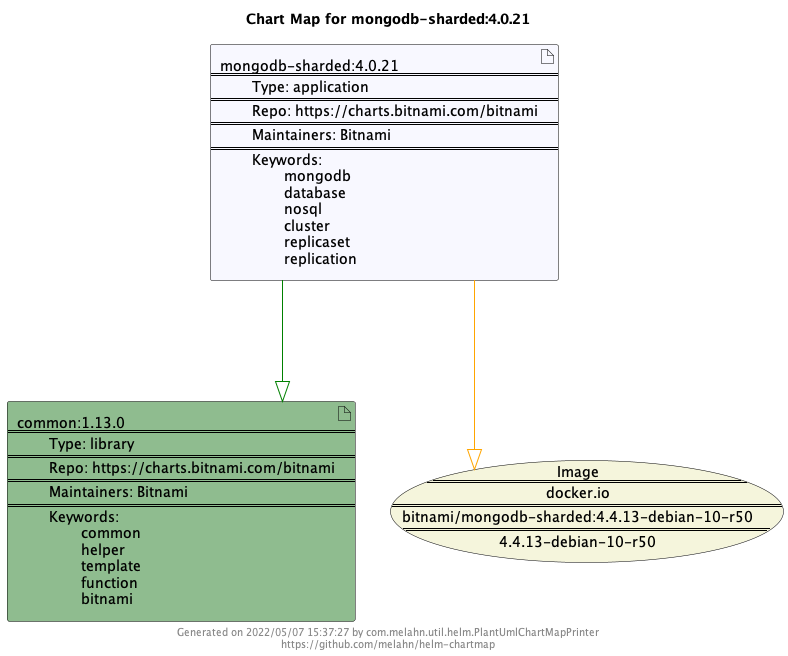 Chart Map for mongodb-sharded:4.0.21
mongodb-sharded:4.0.21
Type: application
Repo: https://charts.bitnami.com/bitnami
Maintainers: Bitnami
Keywords:
mongodb
database
nosql
cluster
replicaset
replication
common:1.13.0
Type: library
Repo: https://charts.bitnami.com/bitnami
Maintainers: Bitnami
Keywords:
common
helper
template
function
bitnami
Image
docker.io
bitnami/mongodb-sharded:4.4.13-debian-10-r50
4.4.13-debian-10-r50
Generated on 2022/05/07 15:37:27 by com.melahn.util.helm.PlantUmlChartMapPrinter
https://github.com/melahn/helm-chartmap